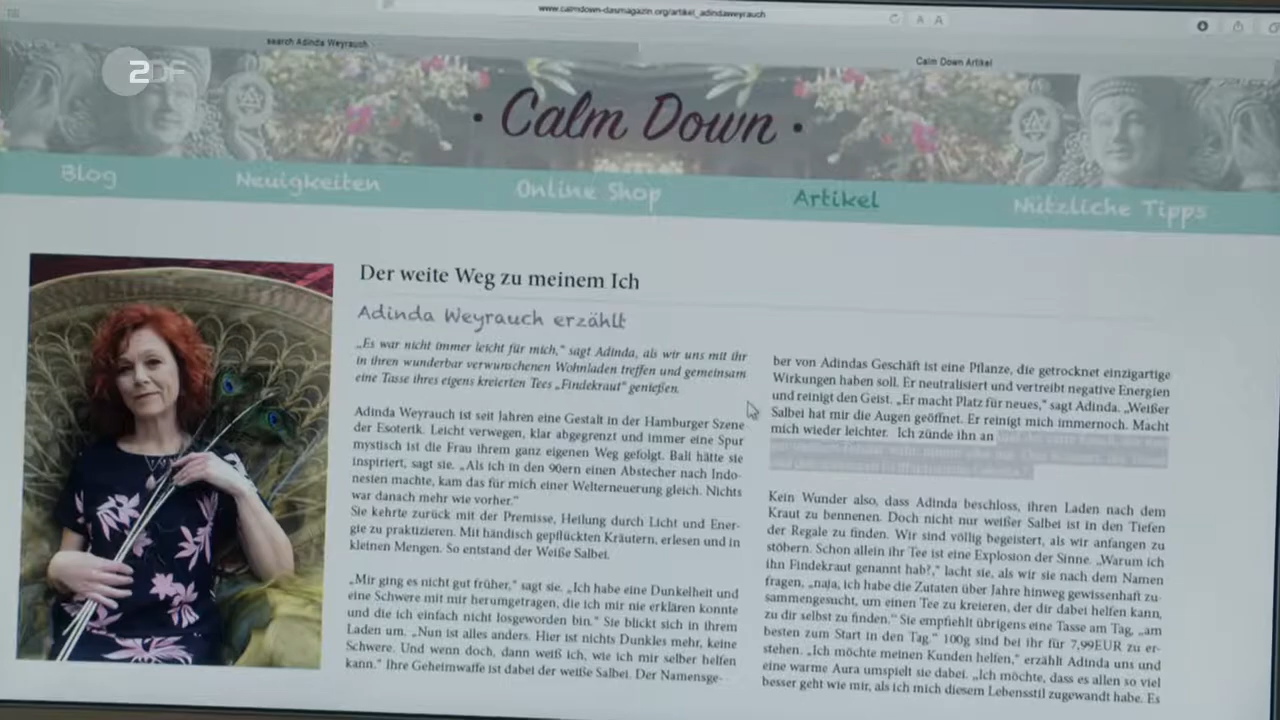 www.calmdown-dasmagazin.org/artikel_adindaweyrauch
A A
search Adinda Weyrauch
Calm Down Artikel
2DF
• Calm Down •
Blog
Neuigkeiten
Online Shop
Artikel
Nützliche Tipps
Der weite Weg zu meinem Ich
Adinda Weyrauch erzählt
„Es war nicht immer leicht für mich,“ sagt Adinda, als wir uns mit ihr
in ihren wunderbar verwunschenen Wohnladen treffen und gemeinsam
eine Tasse ihres eigens kreierten Tees „Findekraut“ genießen.
Adinda Weyrauch ist seit Jahren eine Gestalt in der Hamburger Szene
der Esoterik. Leicht verwegen, klar abgegrenzt und immer eine Spur
mystisch ist die Frau ihrem ganz eigenen Weg gefolgt. Bali hätte sie
inspiriert, sagt sie. „Als ich in den 90ern einen Abstecher nach Indo-
nesien machte, kam das für mich einer Welterneuerung gleich. Nichts
war danach mehr wie vorher.“
Sie kehrte zurück mit der Premisse, Heilung durch Licht und Ener-
gie zu praktizieren. Mit händisch gepflückten Kräutern, erlesen und in
kleinen Mengen. So entstand der Weiße Salbei.
„Mir ging es nicht gut früher,“ sagt sie. „Ich habe eine Dunkelheit und
eine Schwere mit mir herumgetragen, die ich mir nie erklären konnte
und die ich einfach nicht losgeworden bin.“ Sie blickt sich in ihrem
Laden um. „Nun ist alles anders. Hier ist nichts Dunkles mehr, keine
Schwere. Und wenn doch, dann weiß ich, wie ich mir selber helfen
kann.“ Ihre Geheimwaffe ist dabei der weiße Salbei. Der Namensge-
ber von Adindas Geschäft ist eine Pflanze, die getrocknet einzigartige
Wirkungen haben soll. Er neutralisiert und vertreibt negative Energien
und reinigt den Geist. „Er macht Platz für neues,“ sagt Adinda. „Weißer
Salbei hat mir die Augen geöffnet. Er reinigt mich immernoch. Macht
mich wieder leichter. Ich zünde ihn an
Kein Wunder also, dass Adinda beschloss, ihren Laden nach dem
Kraut zu bennenen. Doch nicht nur weißer Salbei ist in den Tiefen
der Regale zu finden. Wir sind völlig begeistert, als wir anfangen zu
stöbern. Schon allein ihr Tee ist eine Explosion der Sinne. „Warum ich
ihn Findekraut genannt hab?,“ lacht sie, als wir sie nach dem Namen
fragen, „naja, ich habe die Zutaten über Jahre hinweg gewissenhaft zu-
sammengesucht, um einen Tee zu kreieren, der dir dabei helfen kann,
zu dir selbst zu finden.“ Sie empfiehlt übrigens eine Tasse am Tag, „am
besten zum Start in den Tag.“ 100g sind bei ihr für 7,99EUR zu er-
stehen. „Ich möchte meinen Kunden helfen,“ erzählt Adinda uns und
eine warme Aura umspielt sie dabei. „Ich möchte, dass es allen so viel
besser geht wie mir, als ich mich diesem Lebensstil zugewandt habe. Es